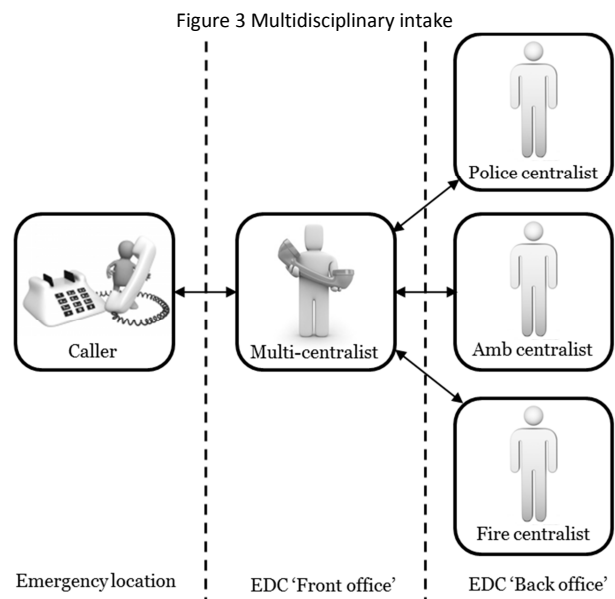 Figure 3 Multidisciplinary intake
Police centralist
Caller
Multi-centralist
Amb centralist
Fire centralist
Emergency location
EDC ‘Front office’
EDC ‘Back office’